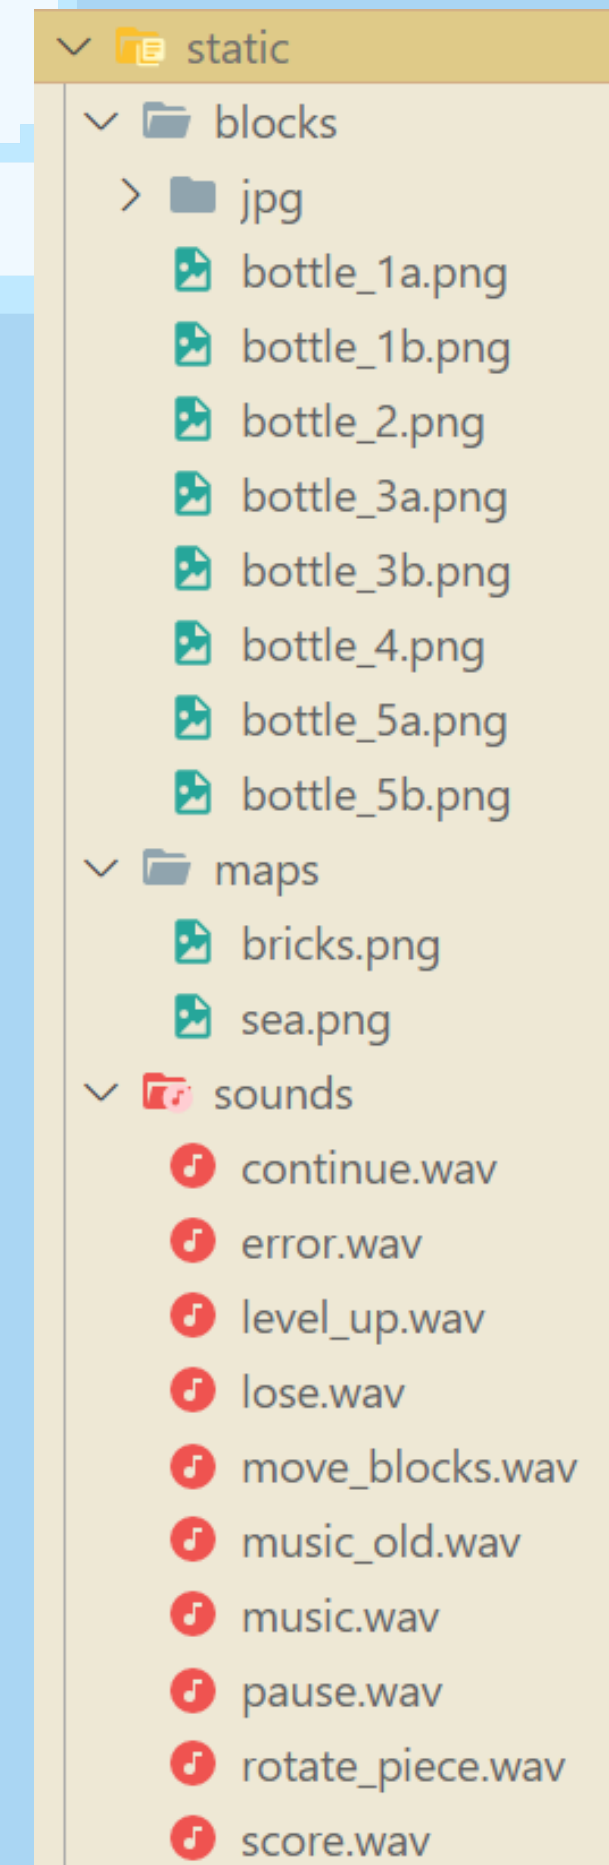 static
blocks
jpg
bottle_1a.png
bottle_1b.png
bottle_2.png
bottle_3a.png
bottle_3b.png
bottle_4.png
bottle_5a.png
bottle_5b.png
maps
bricks.png
sea.png
sounds
continue.wav
error.wav
level_up.wav
lose.wav
move_blocks.wav
music_old.wav
music.wav
pause.wav
rotate_piece.wav
score.wav